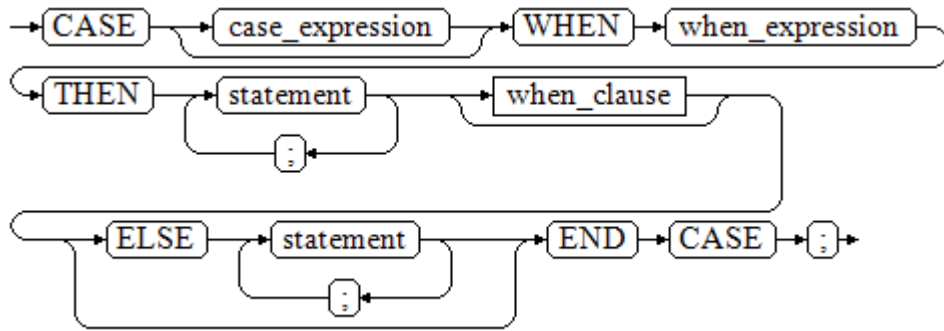 CASE case_expression WHEN when_expression
THEN statement when_clause
;
ELSE statement END CASE ;
;